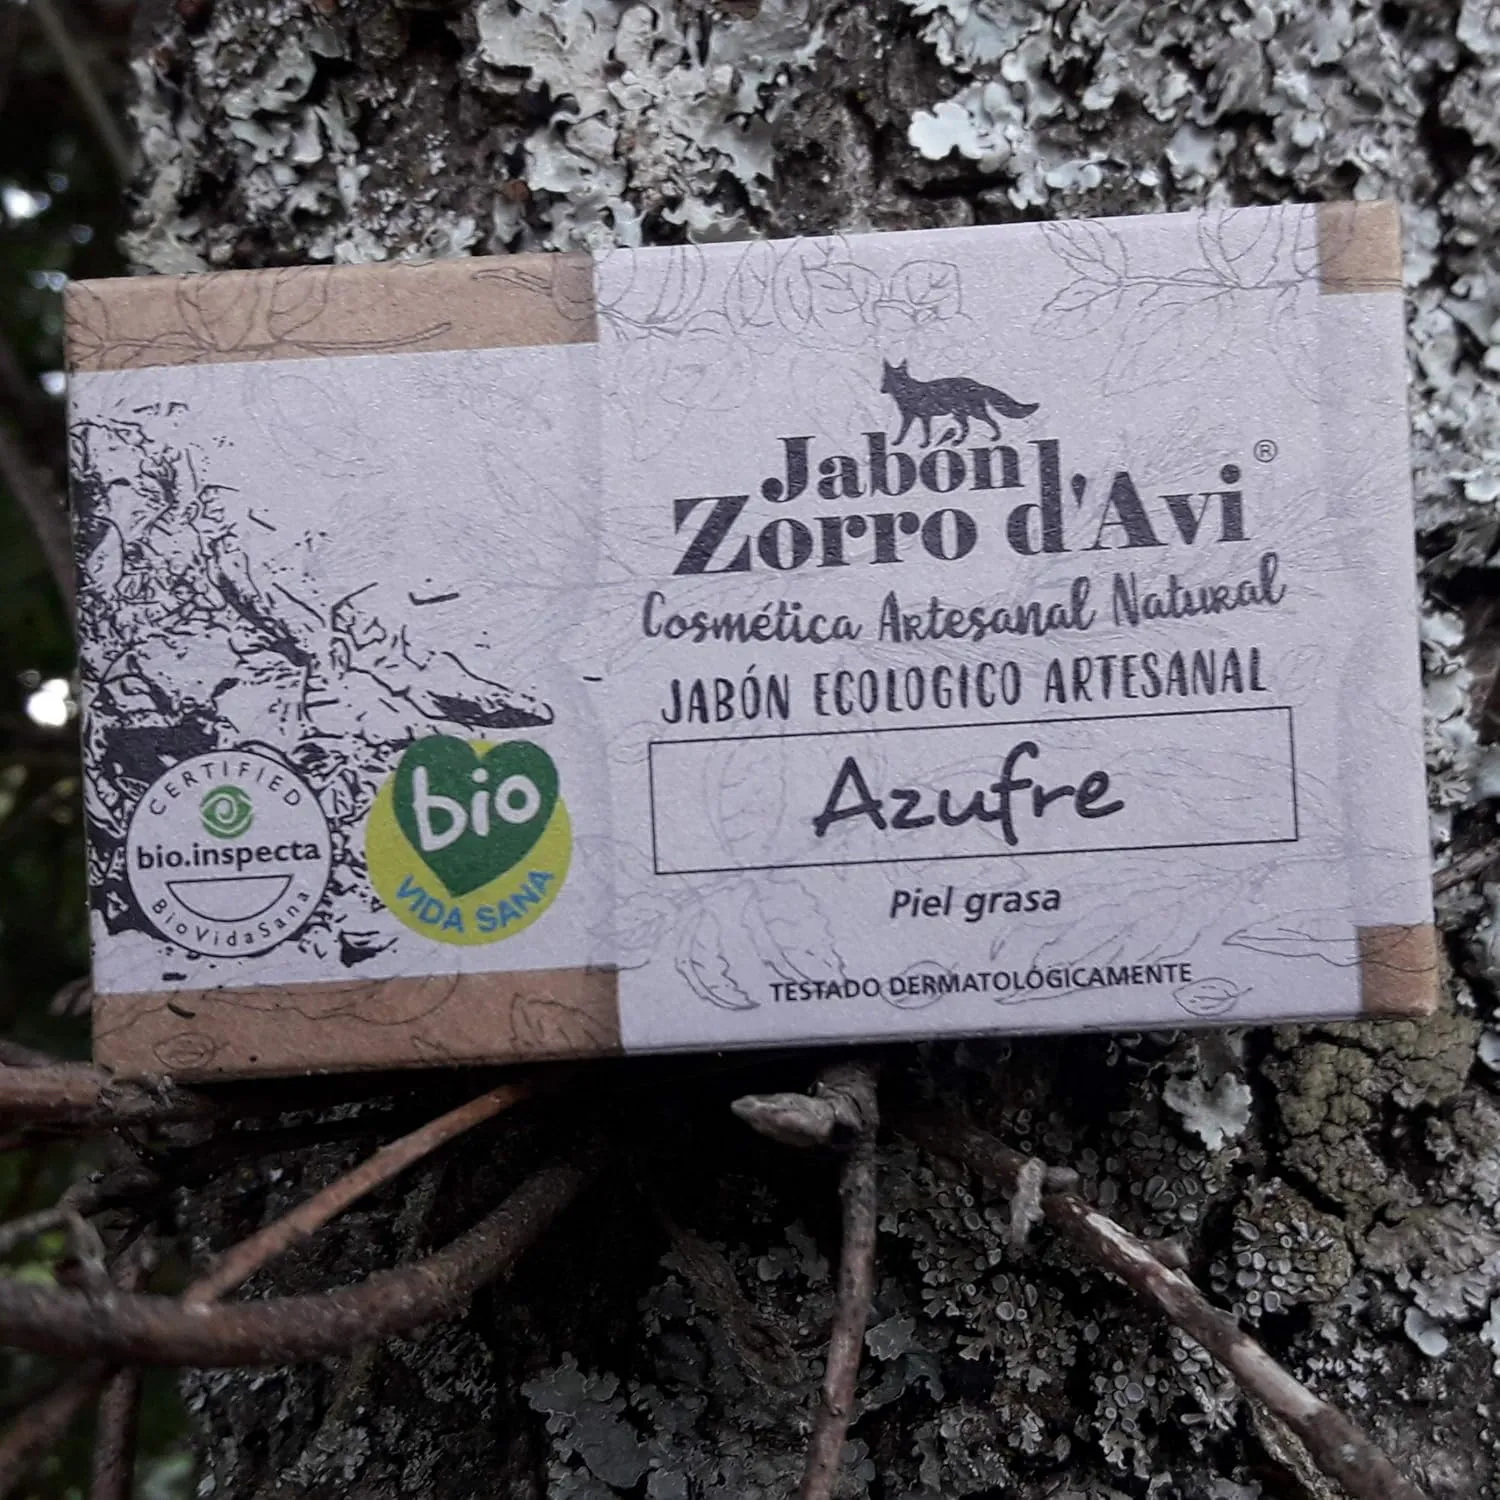 Jabón
Zorro d'Avi ®
Cosmética Artesanal Natural
JABÓN ECOLOGICO ARTESANAL
Azufre
Piel grasa
TESTADO DERMATOLÓGICAMENTE
CERTIFIED
bio.inspecta
BioVidaSana
bio
VIDA SANA